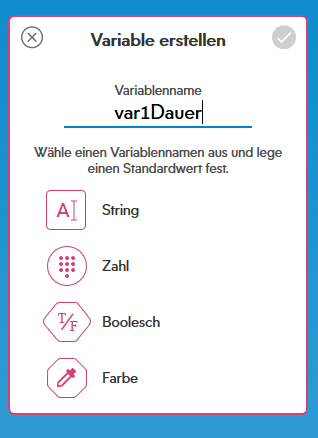 Variable erstellen
Variablenname
var1Dauer
Wähle einen Variablennamen aus und lege
einen Standardwert fest.
A String
Zahl
T/F Boolesch
Farbe